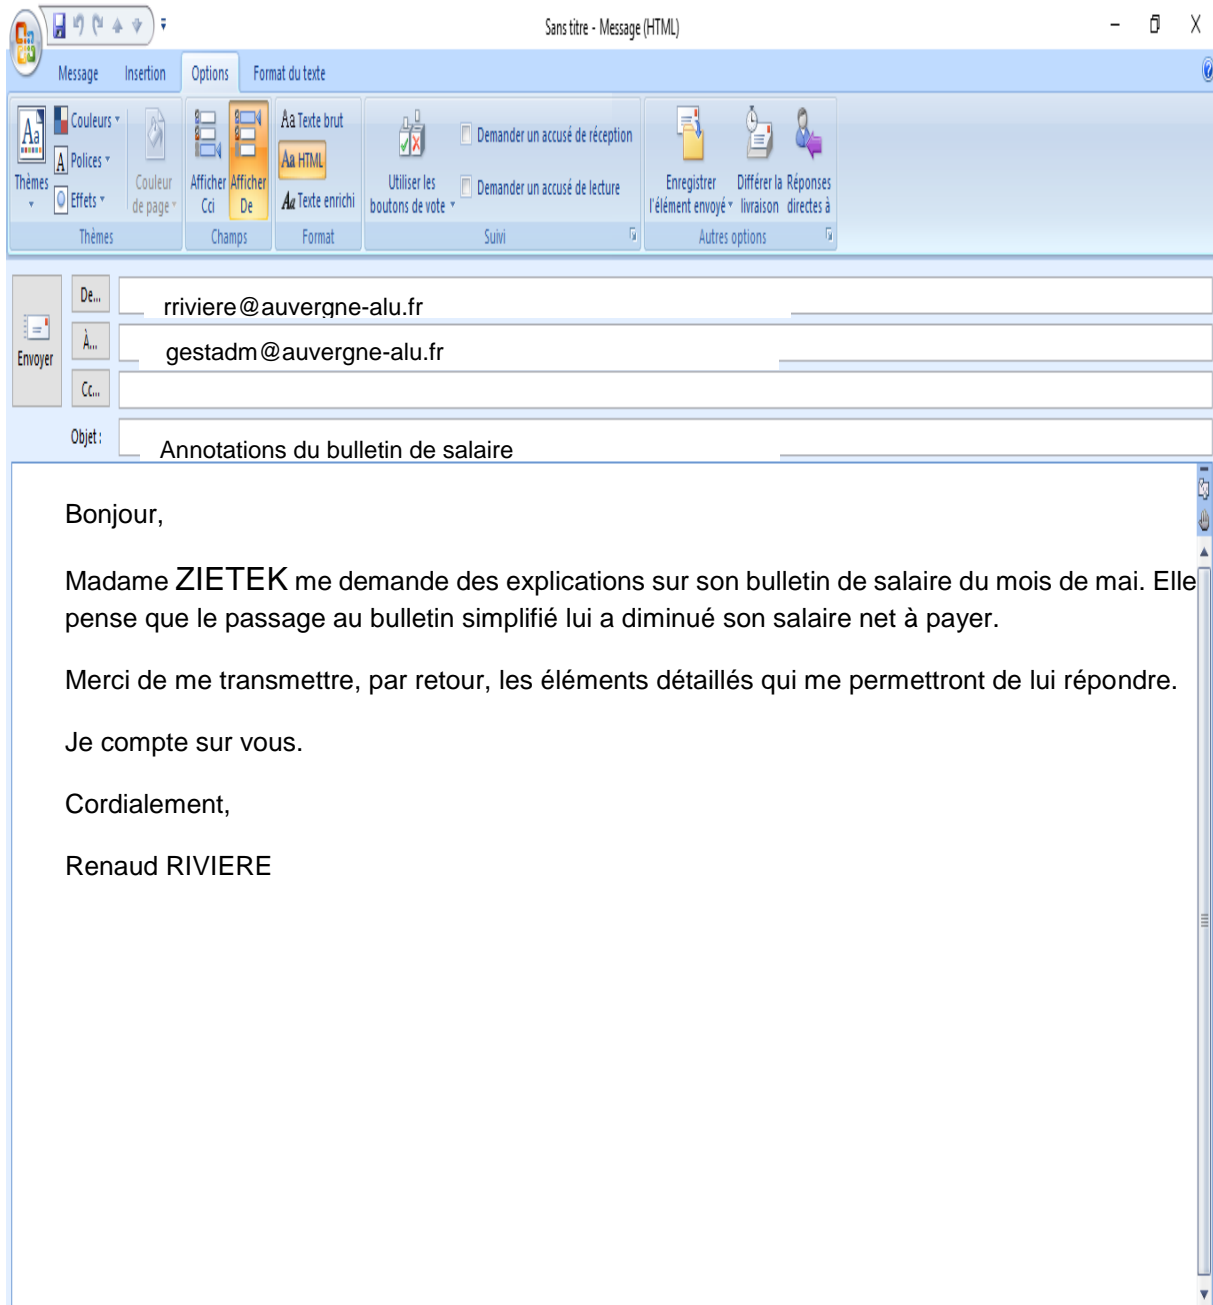 Sans titre - Message (HTML)
Message Insertion Options Format du texte
Aa
Thèmes
Couleurs
A Polices
Effets
Couleur de page
Thèmes
Afficher Cci
Afficher De
Champs
Aa Texte brut
Aa HTML
Aa Texte enrichi
Format
Utiliser les boutons de vote
Demander un accusé de réception
Demander un accusé de lecture
Suivi
Enregistrer l'élément envoyé
Différer la livraison
Réponses directes à
Autres options
Envoyer
De... rriviere@auvergne-alu.fr
À... gestadm@auvergne-alu.fr
Cc...
Objet : Annotations du bulletin de salaire
Bonjour,
Madame ZIETEK me demande des explications sur son bulletin de salaire du mois de mai. Elle
pense que le passage au bulletin simplifié lui a diminué son salaire net à payer.
Merci de me transmettre, par retour, les éléments détaillés qui me permettront de lui répondre.
Je compte sur vous.
Cordialement,
Renaud RIVIERE